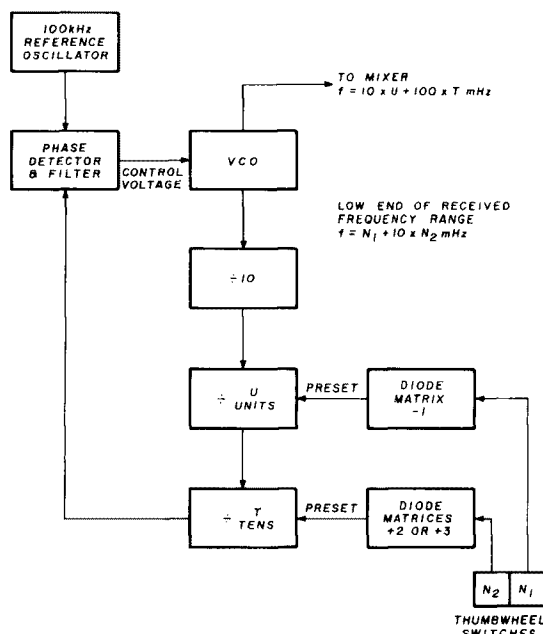 100kHz
REFERENCE
OSCILLATOR
TO MIXER
f = 10 x U + 100 x T mHz
PHASE
DETECTOR
& FILTER
CONTROL
VOLTAGE
VCO
LOW END OF RECEIVED
FREQUENCY RANGE
f = N₁ + 10 x N₂ mHz
÷10
÷ U
UNITS
PRESET
DIODE
MATRIX
-1
÷ T
TENS
PRESET
DIODE
MATRICES
+2 OR +3
N₂ N₁
THUMBWHEEL
SWITCHES